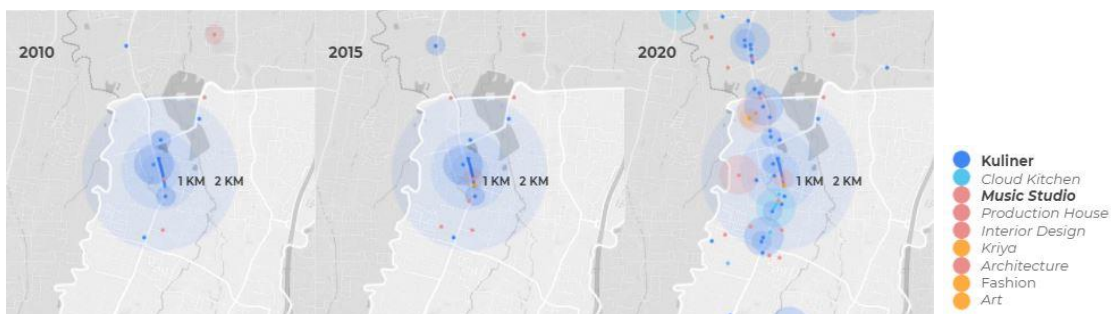 2010
2015
2020
1 KM 2 KM
1 KM 2 KM
1 KM 2 KM
Kuliner
Cloud Kitchen
Music Studio
Production House
Interior Design
Kriya
Architecture
Fashion
Art